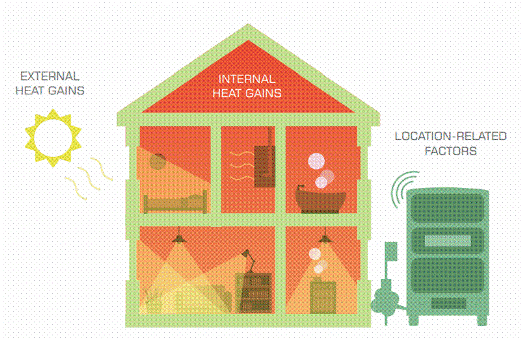 EXTERNAL
HEAT GAINS
INTERNAL
HEAT GAINS
LOCATION-RELATED
FACTORS